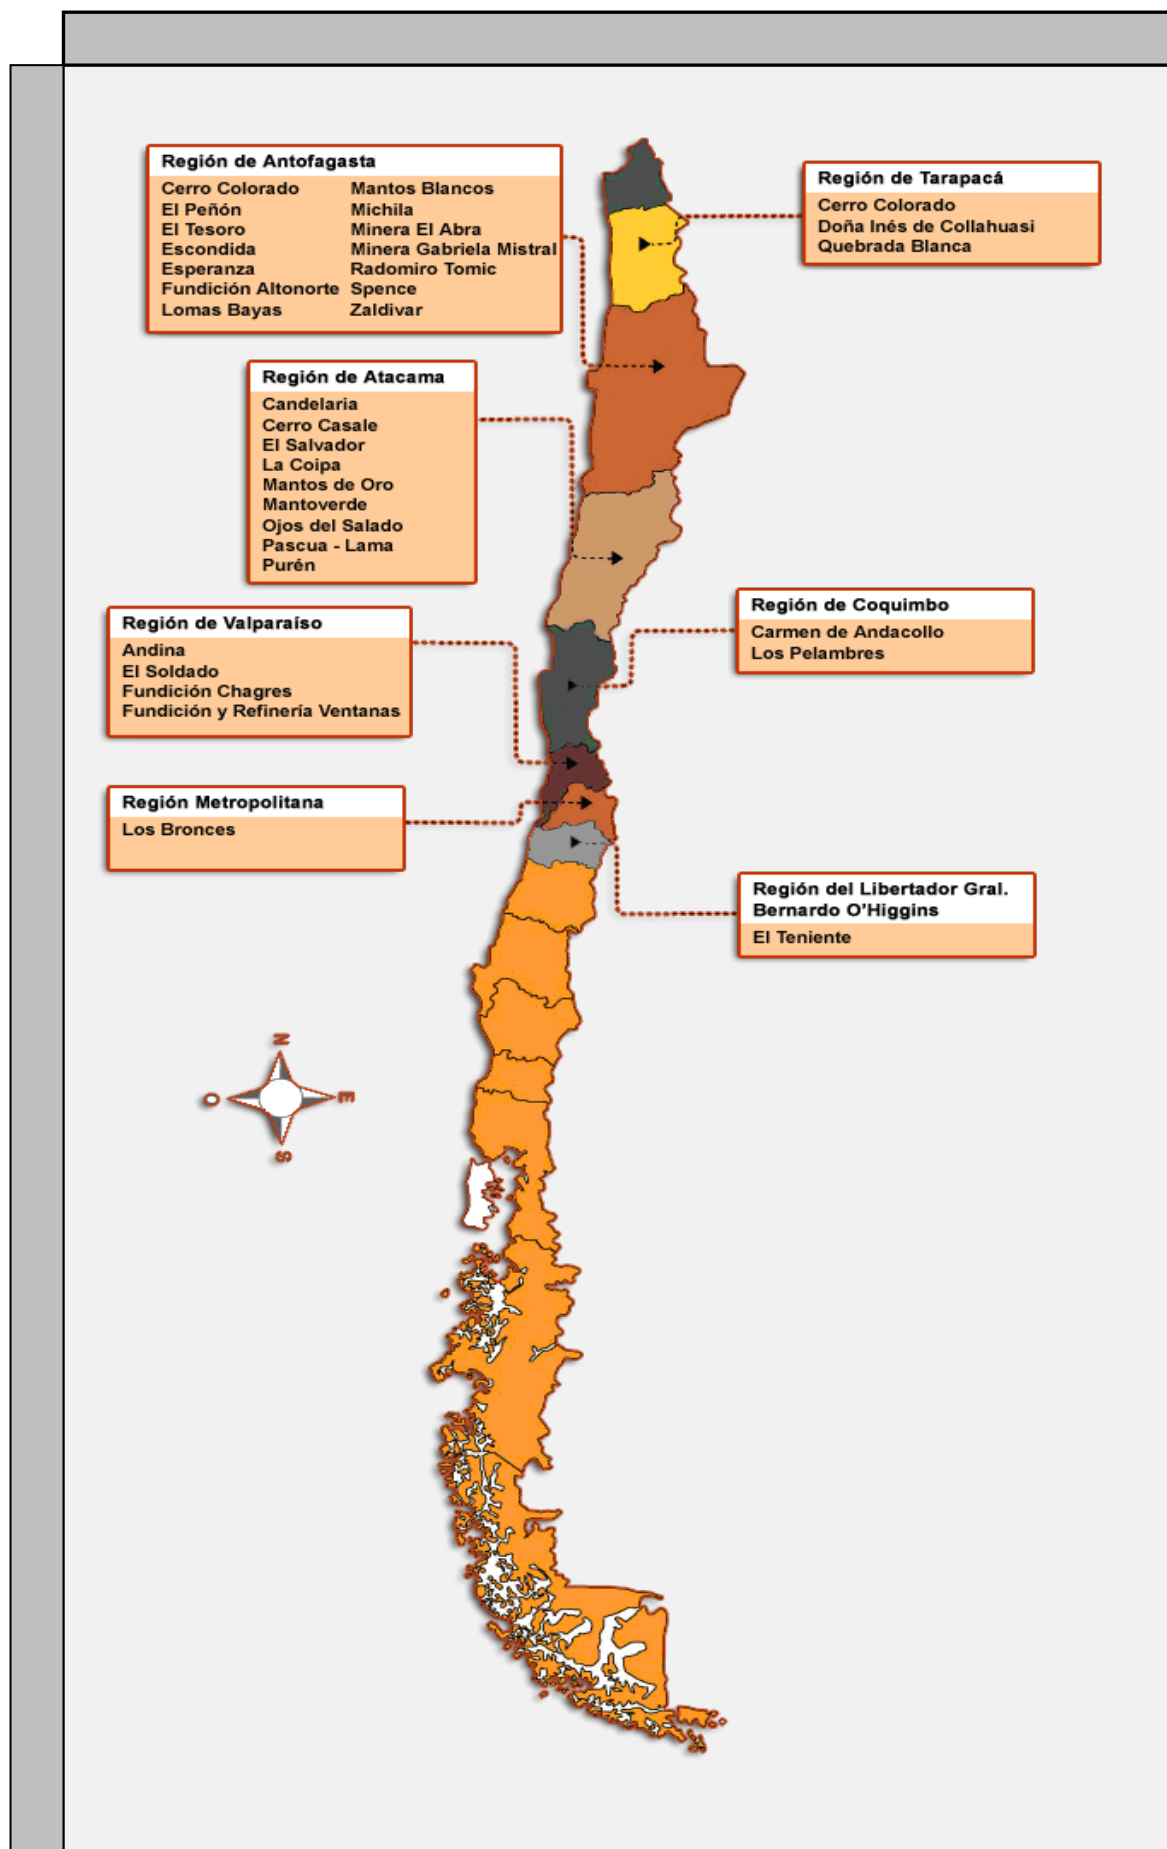 Región de Antofagasta
Cerro Colorado Mantos Blancos
El Peñón Michila
El Tesoro Minera El Abra
Escondida Minera Gabriela Mistral
Esperanza Radomiro Tomic
Fundición Altonorte Spence
Lomas Bayas Zaldivar
Región de Tarapacá
Cerro Colorado
Doña Inés de Collahuasi
Quebrada Blanca
Región de Atacama
Candelaria
Cerro Casale
El Salvador
La Coipa
Mantos de Oro
Mantoverde
Ojos del Salado
Pascua - Lama
Purén
Región de Coquimbo
Carmen de Andacollo
Los Pelambres
Región de Valparaíso
Andina
El Soldado
Fundición Chagres
Fundición y Refinería Ventanas
Región Metropolitana
Los Bronces
Región del Libertador Gral.
Bernardo O'Higgins
El Teniente
N
O
E
S